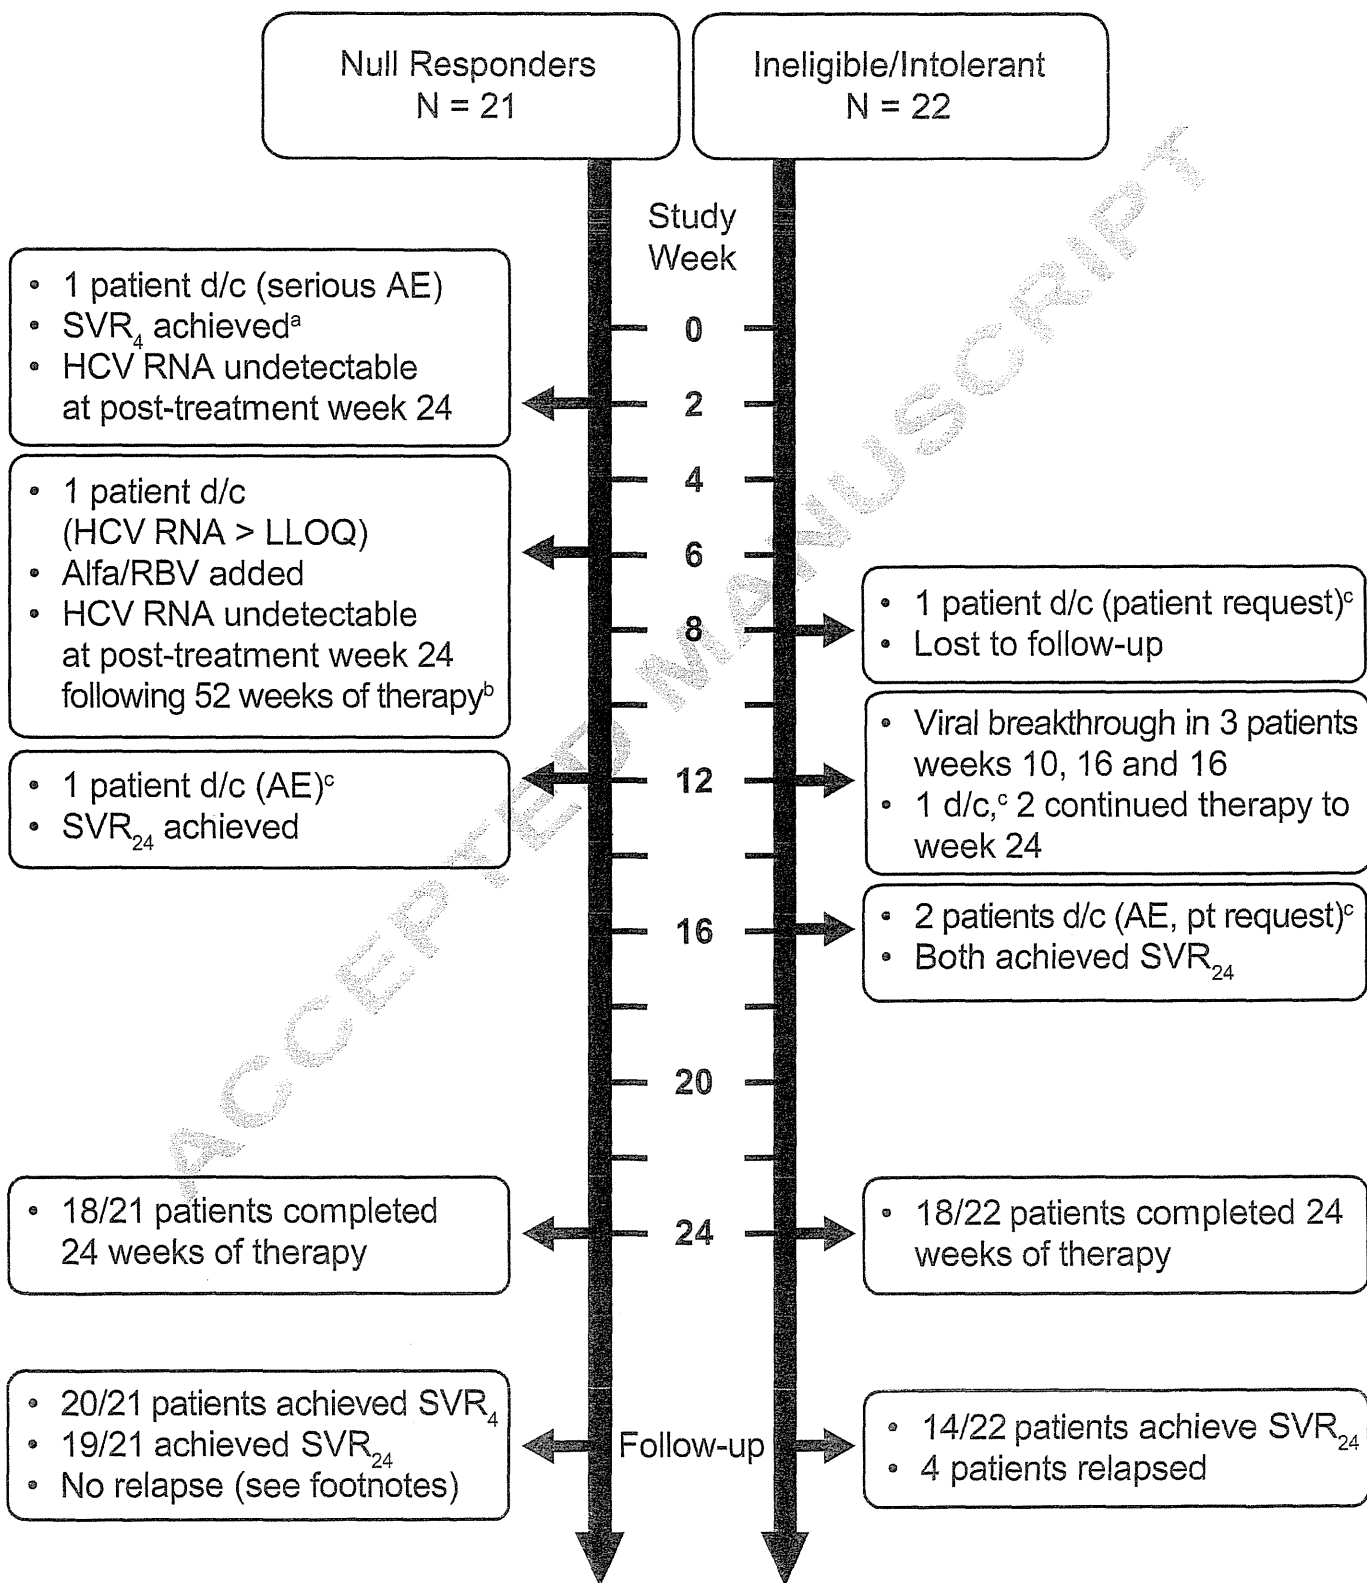 Null Responders
N = 21
Ineligible/Intolerant
N = 22
Study
Week
• 1 patient d/c (serious AE)
• SVR₄ achievedᵃ
• HCV RNA undetectable
at post-treatment week 24
• 1 patient d/c
(HCV RNA > LLOQ)
• Alfa/RBV added
• HCV RNA undetectable
at post-treatment week 24
following 52 weeks of therapyᵇ
• 1 patient d/c (AE)ᶜ
• SVR₂₄ achieved
• 18/21 patients completed
24 weeks of therapy
• 20/21 patients achieved SVR₄
• 19/21 achieved SVR₂₄
• No relapse (see footnotes)
0
2
4
6
8
12
16
20
24
Follow-up
• 1 patient d/c (patient request)ᶜ
• Lost to follow-up
• Viral breakthrough in 3 patients
weeks 10, 16 and 16
• 1 d/c,ᶜ 2 continued therapy to
week 24
• 2 patients d/c (AE, pt request)ᶜ
• Both achieved SVR₂₄
• 18/22 patients completed 24
weeks of therapy
• 14/22 patients achieve SVR₂₄
• 4 patients relapsed
ACCEPTED MANUSCRIPT